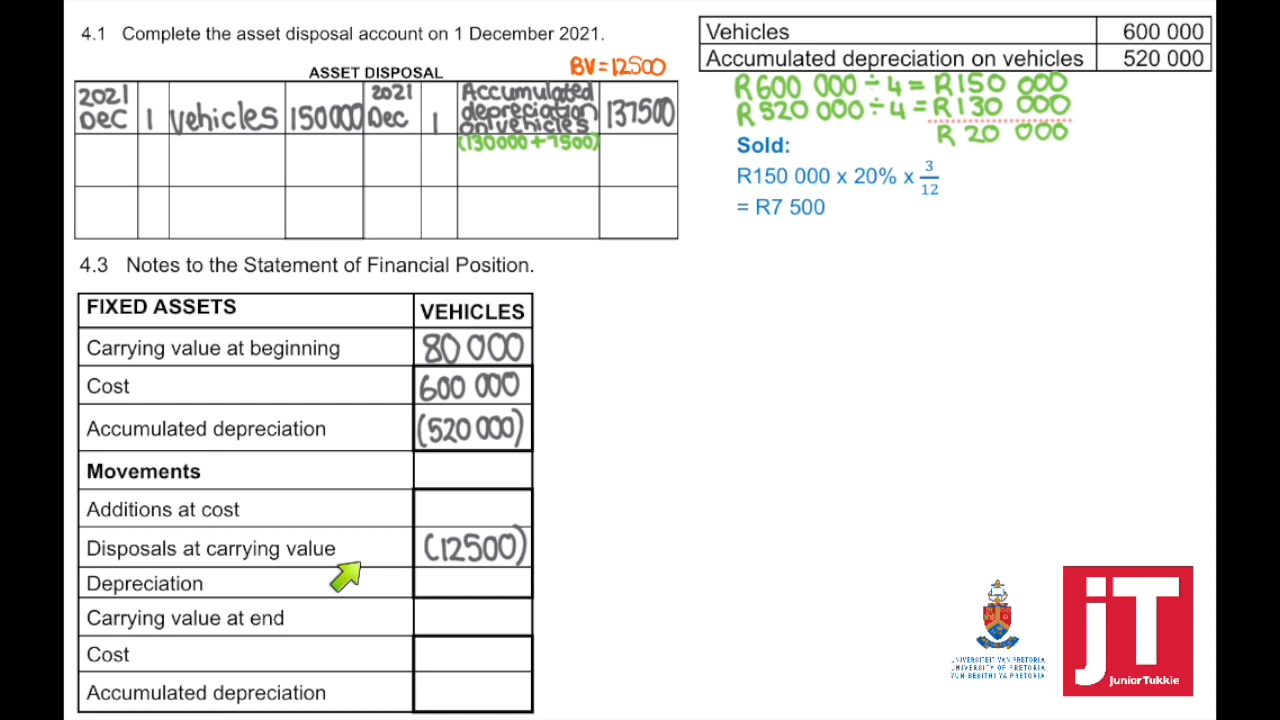 4.1 Complete the asset disposal account on 1 December 2021.
BV = 12500
ASSET DISPOSAL
2021 Dec 1 Vehicles 150000 2021 Dec 1 Accumulated depreciation on vehicles 137500
(130000 + 7500)
Vehicles 600 000
Accumulated depreciation on vehicles 520 000
R600 000 ÷ 4 = R150 000
R520 000 ÷ 4 = R130 000
R 20 000
Sold:
R150 000 x 20% x 3/12
= R7 500
4.3 Notes to the Statement of Financial Position.
FIXED ASSETS VEHICLES
Carrying value at beginning 80 000
Cost 600 000
Accumulated depreciation (520 000)
Movements
Additions at cost
Disposals at carrying value (12500)
Depreciation
Carrying value at end
Cost
Accumulated depreciation
UNIVERSITEIT VAN PRETORIA
UNIVERSITY OF PRETORIA
YUNIBESITHI YA PRETORIA
jT
JuniorTukkie